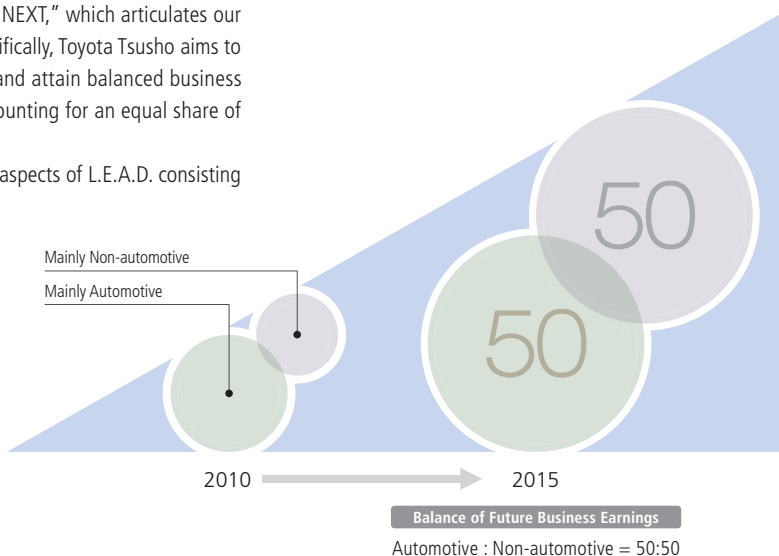 NEXT,” which articulates our
ifically, Toyota Tsusho aims to
and attain balanced business
ounting for an equal share of
aspects of L.E.A.D. consisting
Mainly Non-automotive
Mainly Automotive
50
50
2010
2015
Balance of Future Business Earnings
Automotive : Non-automotive = 50:50